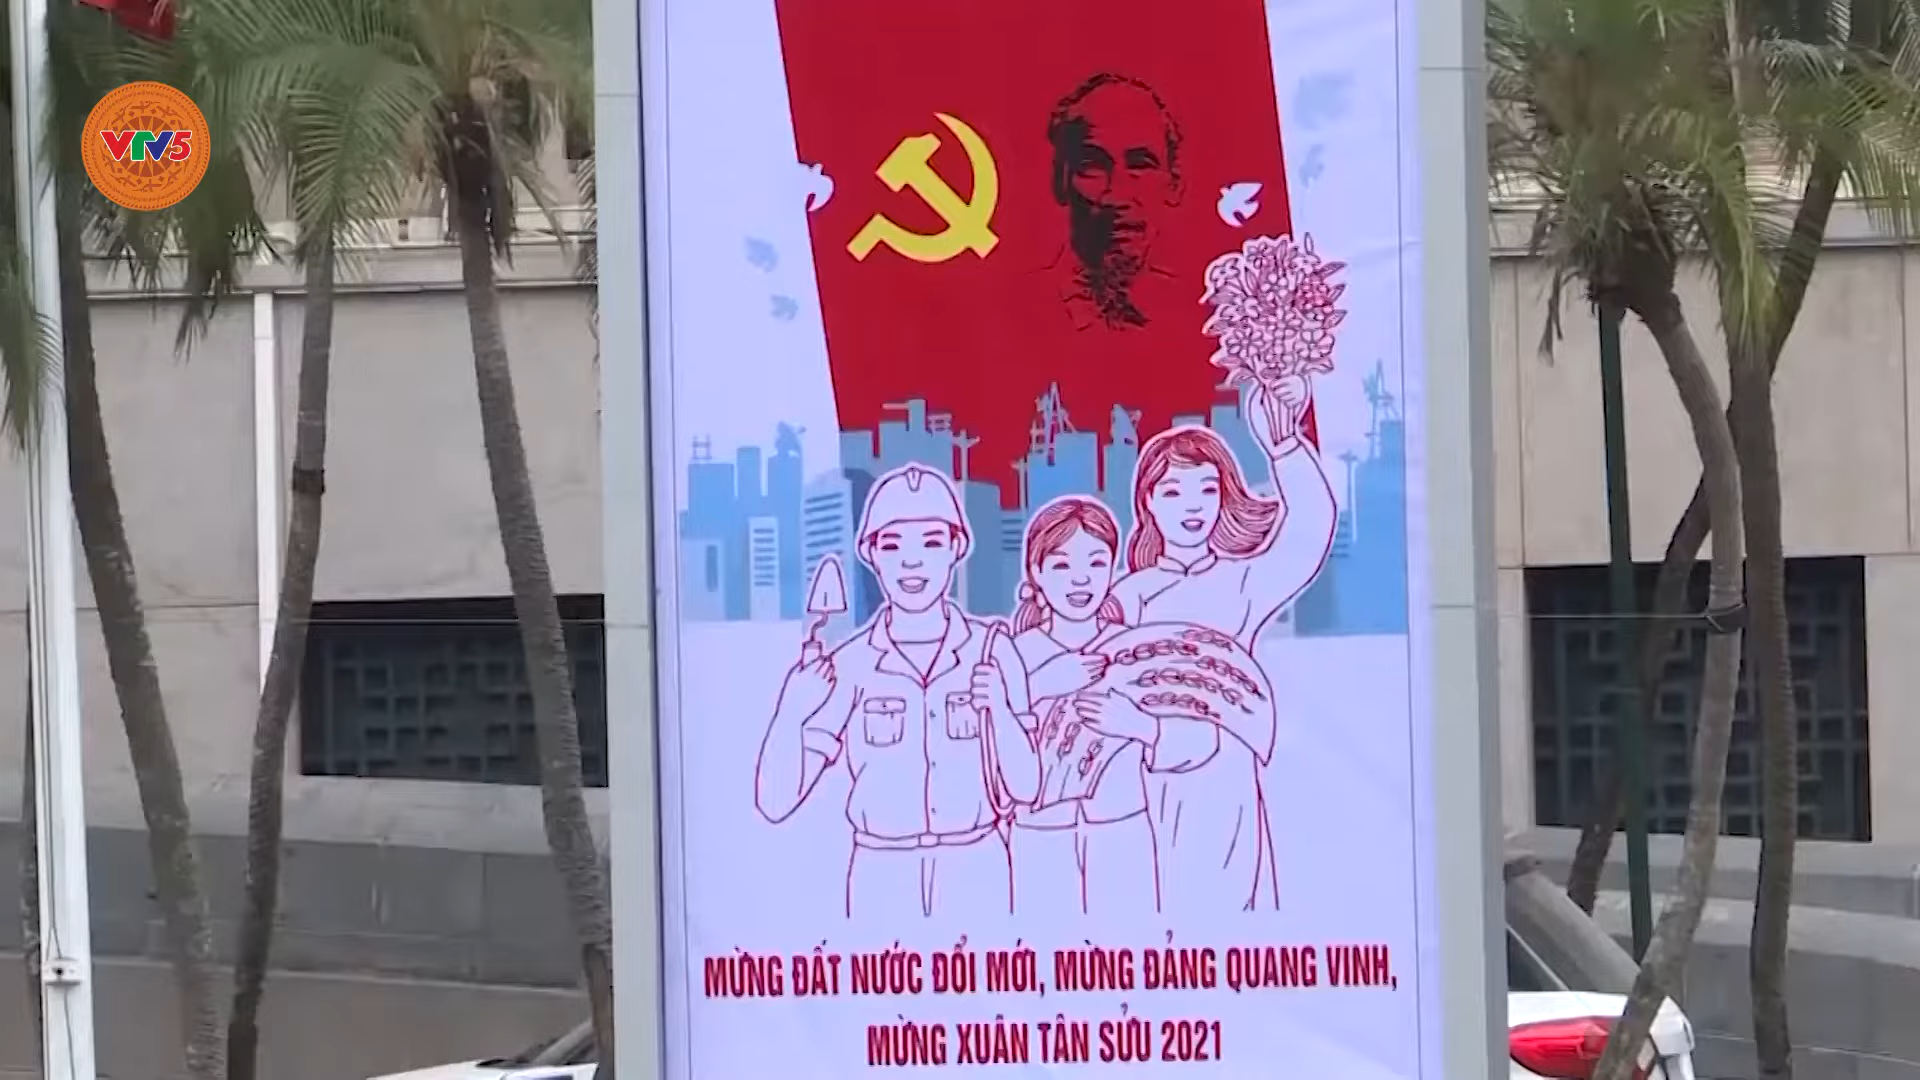 VTV5
MỪNG ĐẤT NƯỚC ĐỔI MỚI, MỪNG ĐẢNG QUANG VINH,
MỪNG XUÂN TÂN SỬU 2021